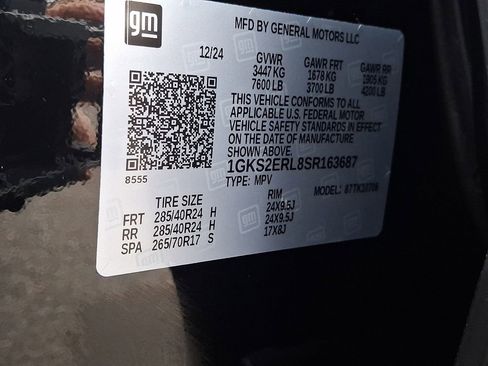 gm
MFD BY GENERAL MOTORS LLC
12/24 GVWR GAWR FRT GAWR RR
3447 KG 1678 KG 1905 KG
7600 LB 3700 LB 4200 LB
THIS VEHICLE CONFORMS TO ALL
APPLICABLE U.S. FEDERAL MOTOR
VEHICLE SAFETY STANDARDS IN EFFECT
ON THE DATE OF MANUFACTURE
SHOWN ABOVE.
1GKS2ERL8SR163687
8555 TYPE: MPV MODEL:
TIRE SIZE RIM
FRT 285/40R24 H 24X9.5J
RR 285/40R24 H 24X9.5J
SPA 265/70R17 S 17X8J